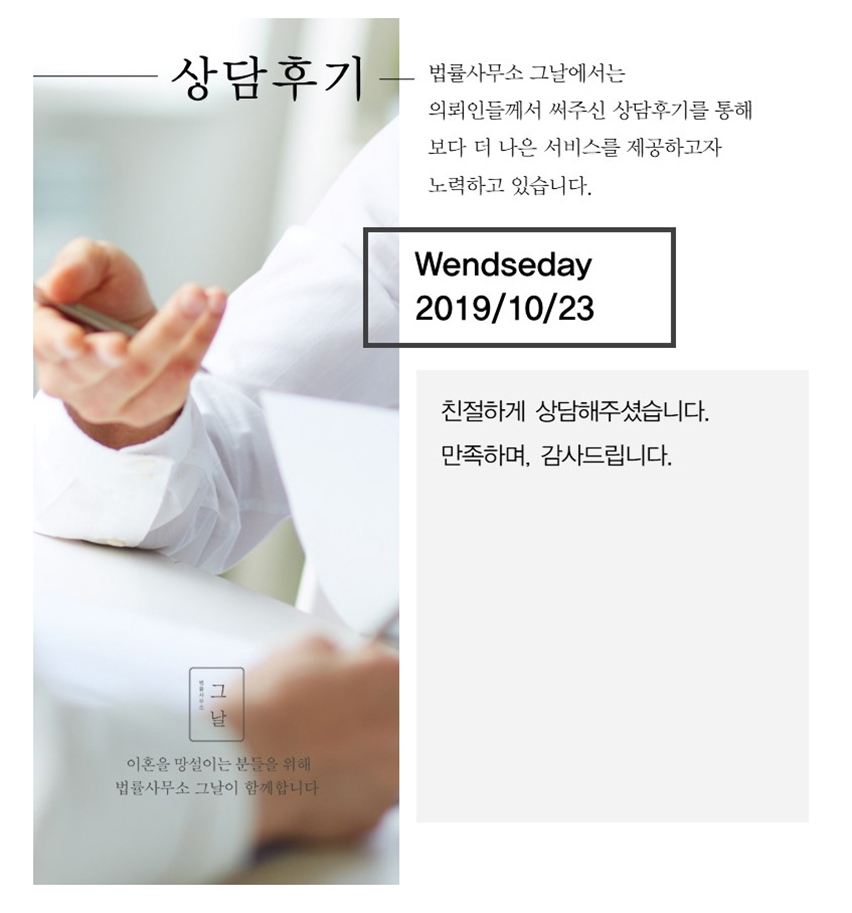 상담후기
법률사무소 그날에서는
의뢰인들께서 써주신 상담후기를 통해
보다 더 나은 서비스를 제공하고자
노력하고 있습니다.
Wendseday
2019/10/23
친절하게 상담해주셨습니다.
만족하며, 감사드립니다.
법률사무소
그날
이혼을 망설이는 분들을 위해
법률사무소 그날이 함께합니다